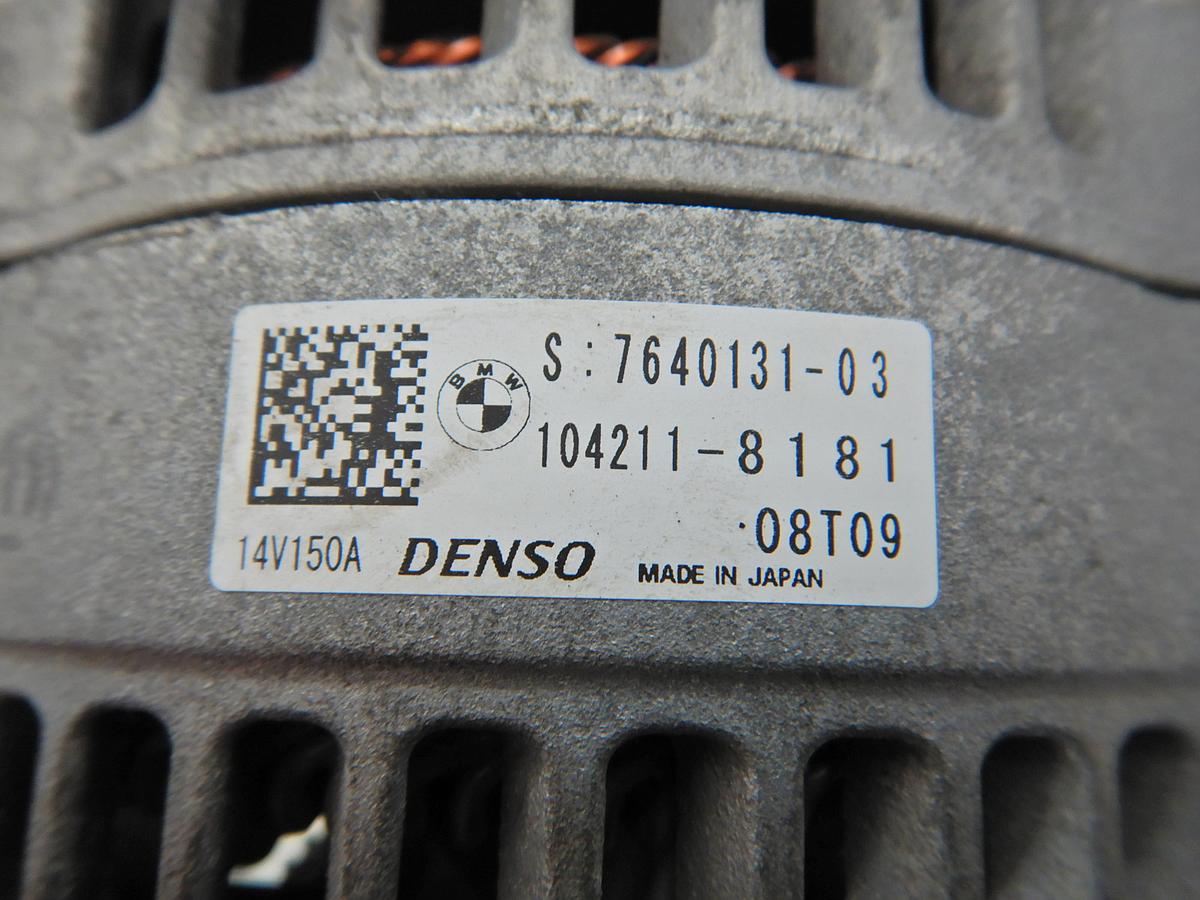 BMW
S:7640131-03
104211-8181
·08T09
14V150A DENSO MADE IN JAPAN